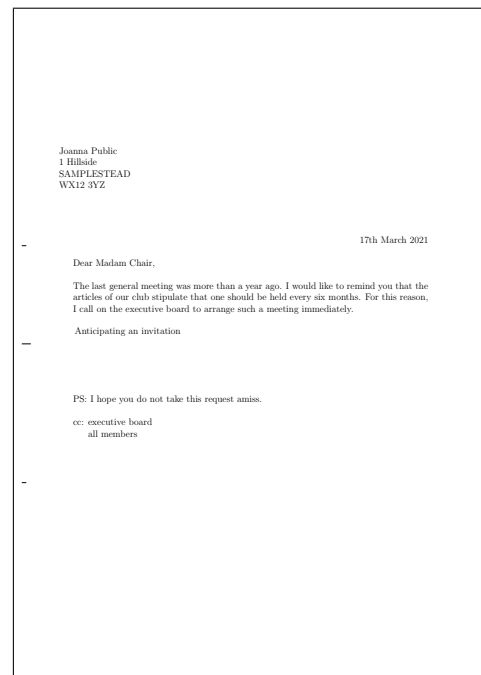 Joanna Public
1 Hillside
SAMPLESTEAD
WX12 3YZ
17th March 2021
Dear Madam Chair,
The last general meeting was more than a year ago. I would like to remind you that the
articles of our club stipulate that one should be held every six months. For this reason,
I call on the executive board to arrange such a meeting immediately.
Anticipating an invitation
PS: I hope you do not take this request amiss.
cc: executive board
all members